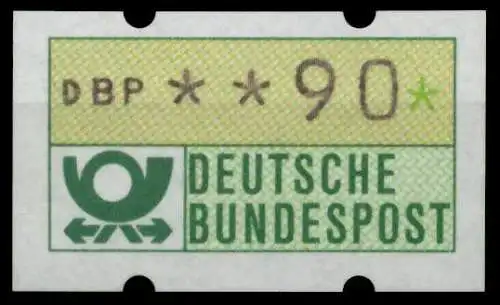 DBP * * 90*
DEUTSCHE
BUNDESPOST